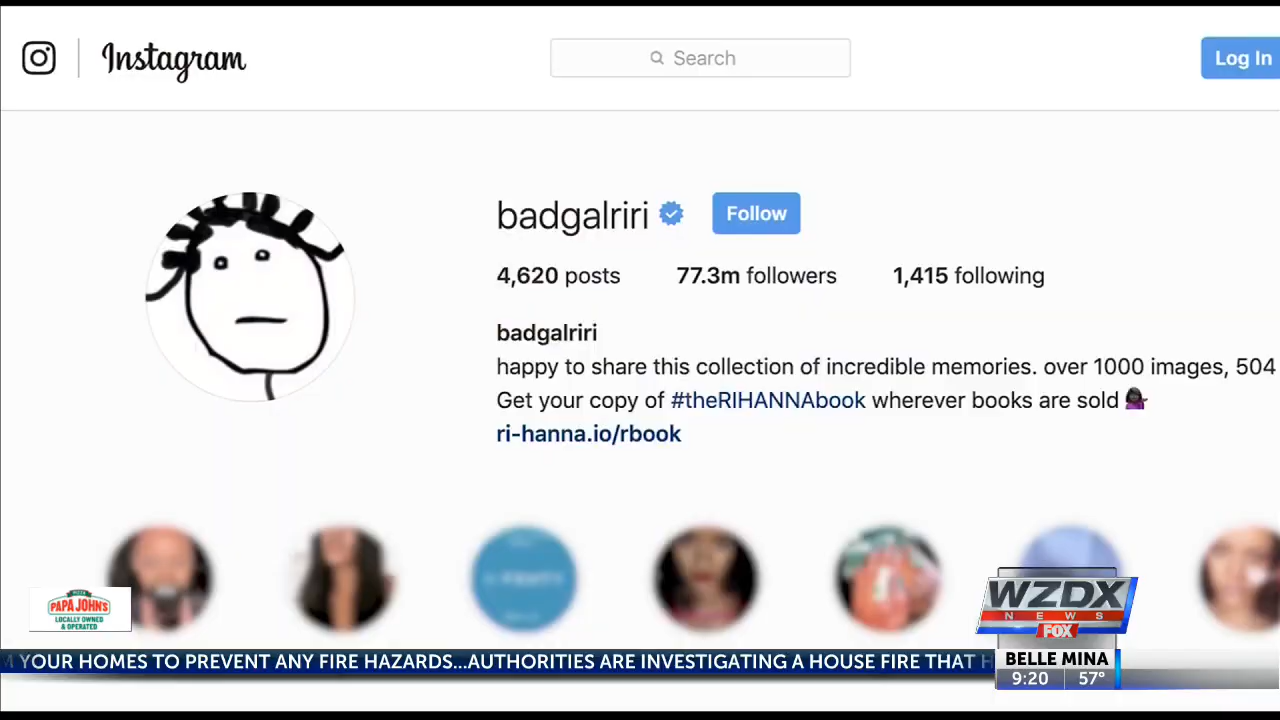 Instagram
Search
Log In
badgalriri
Follow
4,620 posts 77.3m followers 1,415 following
badgalriri
happy to share this collection of incredible memories. over 1000 images, 504
Get your copy of #theRIHANNAbook wherever books are sold
ri-hanna.io/rbook
PAPA JOHNS
LOCALLY OWNED
& OPERATED
WZDX
NEWS
FOX
YOUR HOMES TO PREVENT ANY FIRE HAZARDS...AUTHORITIES ARE INVESTIGATING A HOUSE FIRE THAT
BELLE MINA
9:20 57°